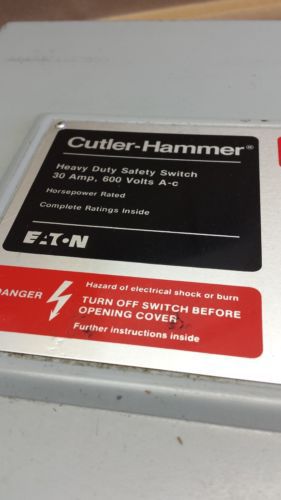 Cutler-Hammer®
Heavy Duty Safety Switch
30 Amp, 600 Volts A-c
Horsepower Rated
Complete Ratings Inside
EATON
DANGER
Hazard of electrical shock or burn
TURN OFF SWITCH BEFORE
OPENING COVER
Further instructions inside